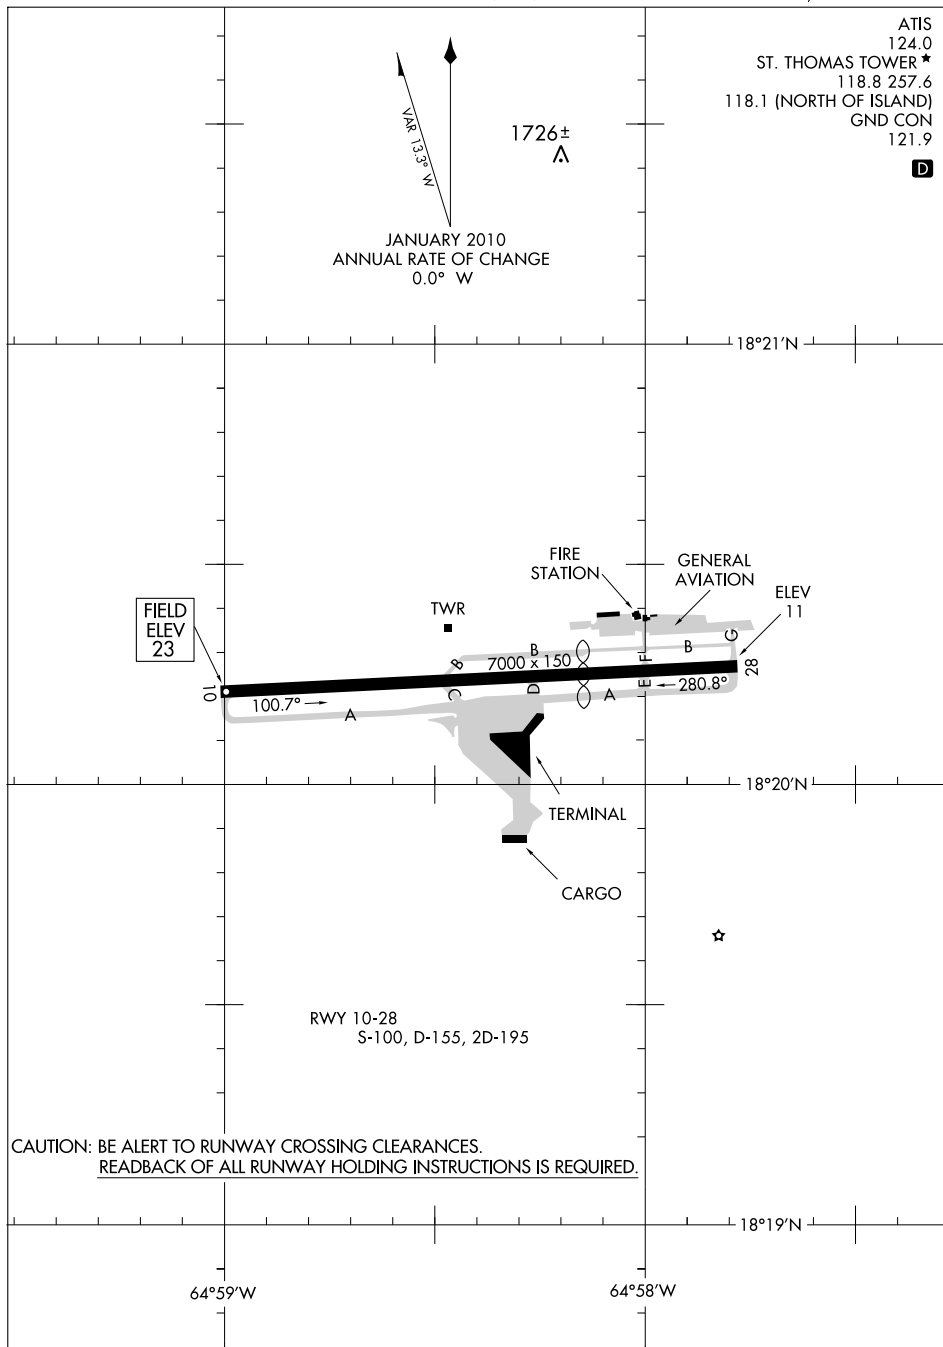 ATIS
124.0
ST. THOMAS TOWER
118.8 257.6
118.1 (NORTH OF ISLAND)
GND CON
121.9
D
VAR 13.3° W
1726±
JANUARY 2010
ANNUAL RATE OF CHANGE
0.0° W
18°21'N
FIRE
STATION
GENERAL
AVIATION
ELEV
11
FIELD
ELEV
23
TWR
G
B
B
B
F
7000 x 150
28
10
C
D
E
280.8°
100.7°
A
A
18°20'N
TERMINAL
CARGO
RWY 10-28
S-100, D-155, 2D-195
CAUTION: BE ALERT TO RUNWAY CROSSING CLEARANCES.
READBACK OF ALL RUNWAY HOLDING INSTRUCTIONS IS REQUIRED.
18°19'N
64°59'W
64°58'W